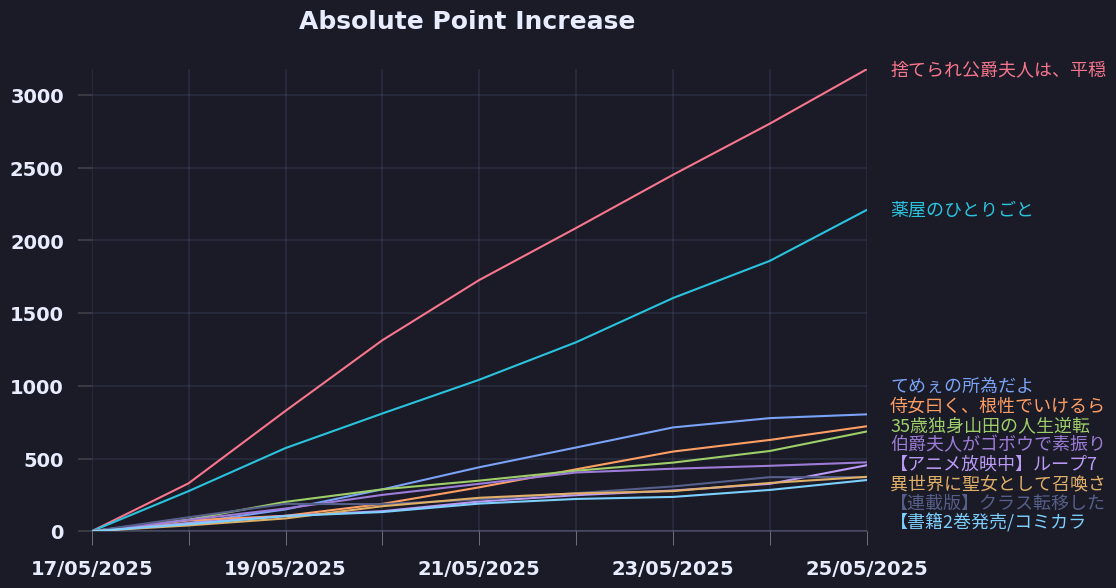 Absolute Point Increase
3000
2500
2000
1500
1000
500
0
17/05/2025
19/05/2025
21/05/2025
23/05/2025
25/05/2025
捨てられ公爵夫人は、平穏
薬屋のひとりごと
てめぇの所為だよ
侍女曰く、根性でいけるら
35歳独身山田の人生逆転
伯爵夫人がゴボウで素振り
【アニメ放映中】ループ7
異世界に聖女として召喚さ
【連載版】クラス転移した
【書籍2巻発売/コミカラ